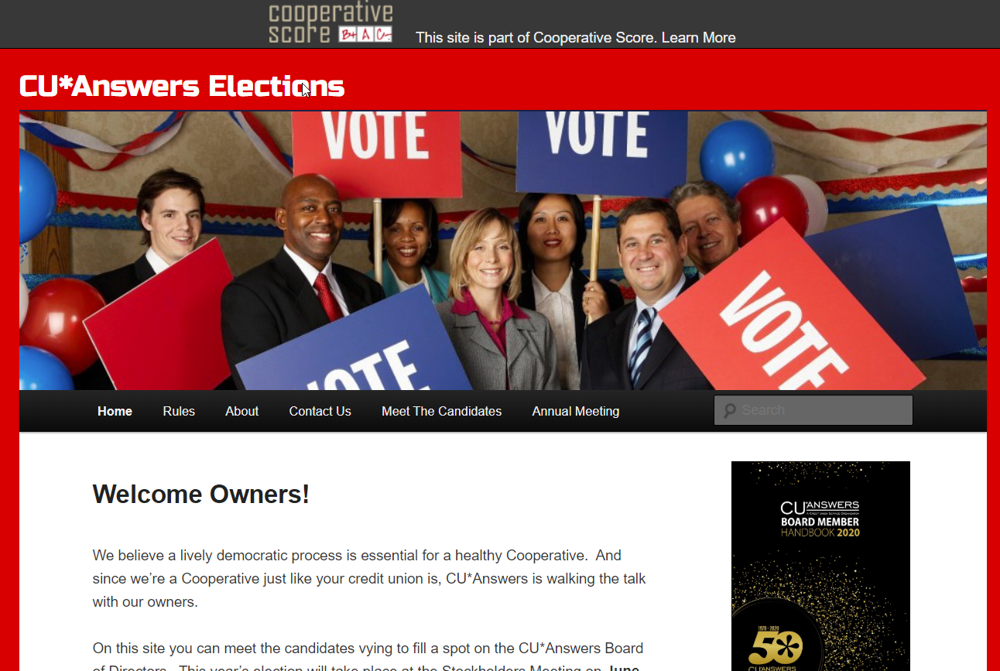 cooperative
score B+ A C-
This site is part of Cooperative Score. Learn More
CU*Answers Elections
VOTE
VOTE
VOTE
VOTE
Home Rules About Contact Us Meet The Candidates Annual Meeting Search
Welcome Owners!
We believe a lively democratic process is essential for a healthy Cooperative. And
since we’re a Cooperative just like your credit union is, CU*Answers is walking the talk
with our owners.
On this site you can meet the candidates vying to fill a spot on the CU*Answers Board
of Directors. This year’s election will take place at the Stockholders Meeting on June
CU*ANSWERS
A CREDIT UNION SERVICE ORGANIZATION
BOARD MEMBER
HANDBOOK 2020
1970 - 2020
50
CU*ANSWERS